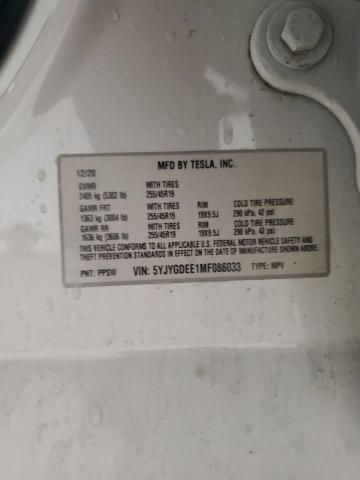 MFD BY TESLA, INC.
12/20
GVWR WITH TIRES
2405 kg (5302 lb) 255/45R19
GAWR FRT WITH TIRES RIM COLD TIRE PRESSURE
1363 kg (3004 lb) 255/45R19 19X9.5J 290 kPa, 42 psi
GAWR RR WITH TIRES RIM COLD TIRE PRESSURE
1636 kg (3606 lb) 255/45R19 19X9.5J 290 kPa, 42 psi
THIS VEHICLE CONFORMS TO ALL APPLICABLE U.S. FEDERAL MOTOR VEHICLE SAFETY AND
THEFT PREVENTION STANDARDS IN EFFECT ON THE DATE OF MANUFACTURE SHOWN ABOVE.
PNT: PPSW VIN: 5YJYGDEE1MF086033 TYPE: MPV